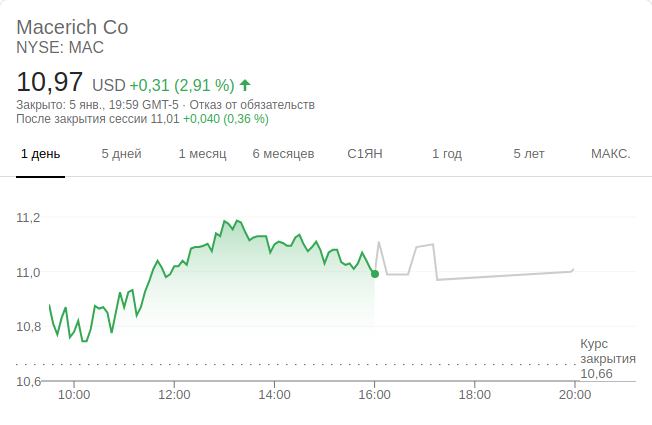 Macerich Co
NYSE: MAC
10,97 USD +0,31 (2,91 %)
Закрыто: 5 янв., 19:59 GMT-5 · Отказ от обязательств
После закрытия сессии 11,01 +0,040 (0,36 %)
1 день 5 дней 1 месяц 6 месяцев С1ЯН 1 год 5 лет МАКС.
11,2
11,0
10,8
10,6
Курс
закрытия
10,66
10:00 12:00 14:00 16:00 18:00 20:00